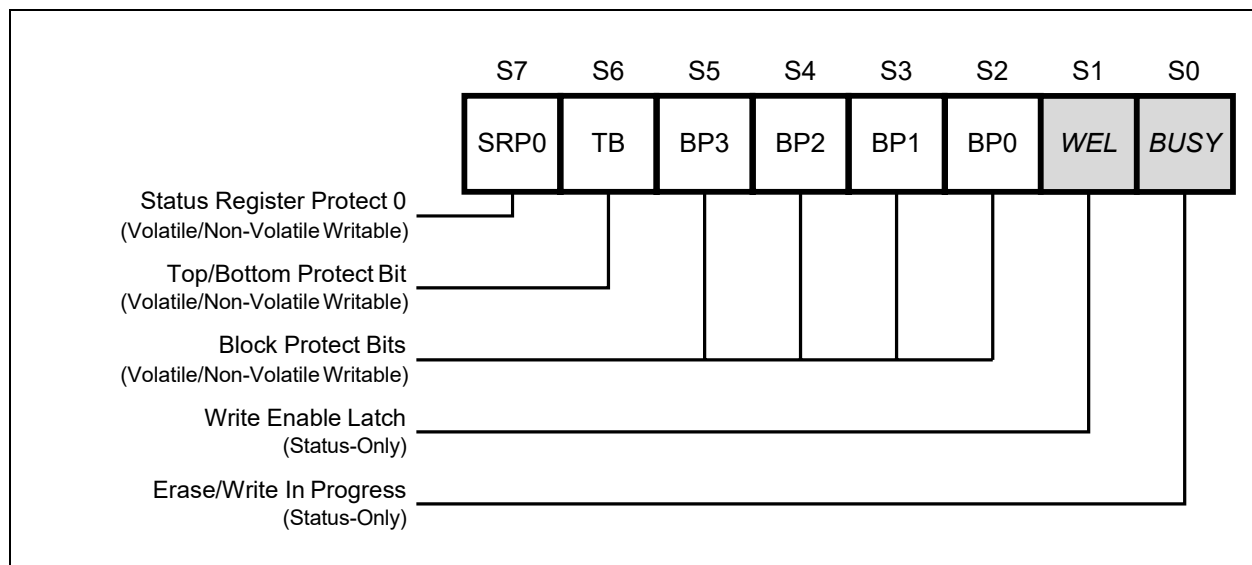 S7 S6 S5 S4 S3 S2 S1 S0
SRP0 TB BP3 BP2 BP1 BP0 WEL BUSY
Status Register Protect 0
(Volatile/Non-Volatile Writable)
Top/Bottom Protect Bit
(Volatile/Non-Volatile Writable)
Block Protect Bits
(Volatile/Non-Volatile Writable)
Write Enable Latch
(Status-Only)
Erase/Write In Progress
(Status-Only)